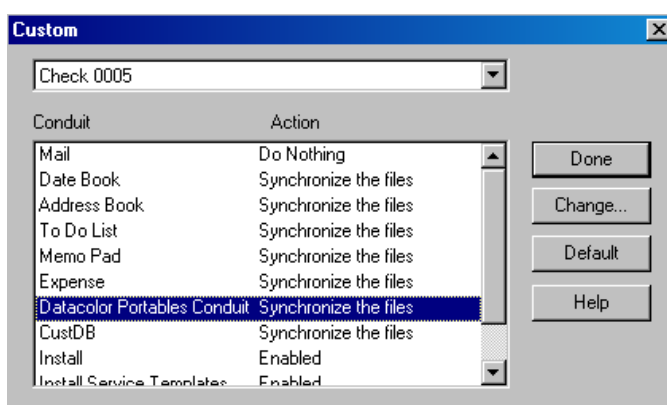 Custom
Check 0005
Conduit Action
Mail Do Nothing
Date Book Synchronize the files
Address Book Synchronize the files
To Do List Synchronize the files
Memo Pad Synchronize the files
Expense Synchronize the files
Datacolor Portables Conduit Synchronize the files
CustDB Synchronize the files
Install Enabled
Install Service Templates Enabled
Done
Change...
Default
Help